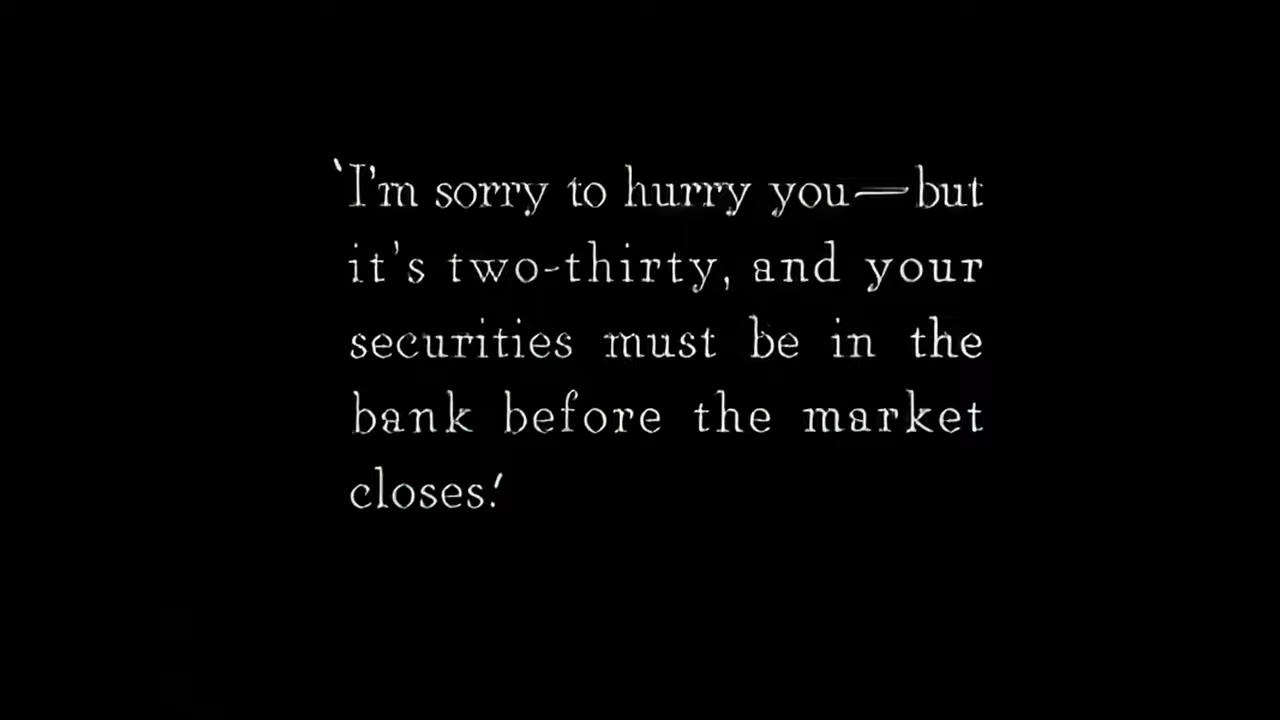 'I'm sorry to hurry you—but
it's two-thirty, and your
securities must be in the
bank before the market
closes.'